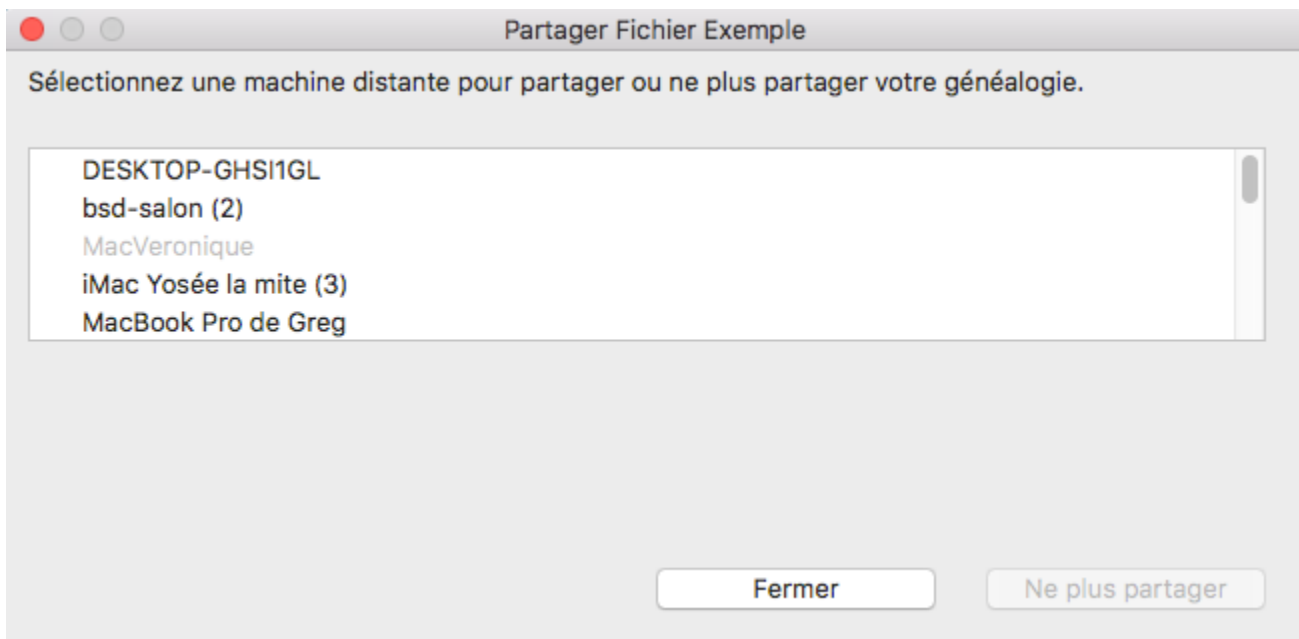 Partager Fichier Exemple
Sélectionnez une machine distante pour partager ou ne plus partager votre généalogie.
DESKTOP-GHSI1GL
bsd-salon (2)
MacVeronique
iMac Yosée la mite (3)
MacBook Pro de Greg
Fermer
Ne plus partager